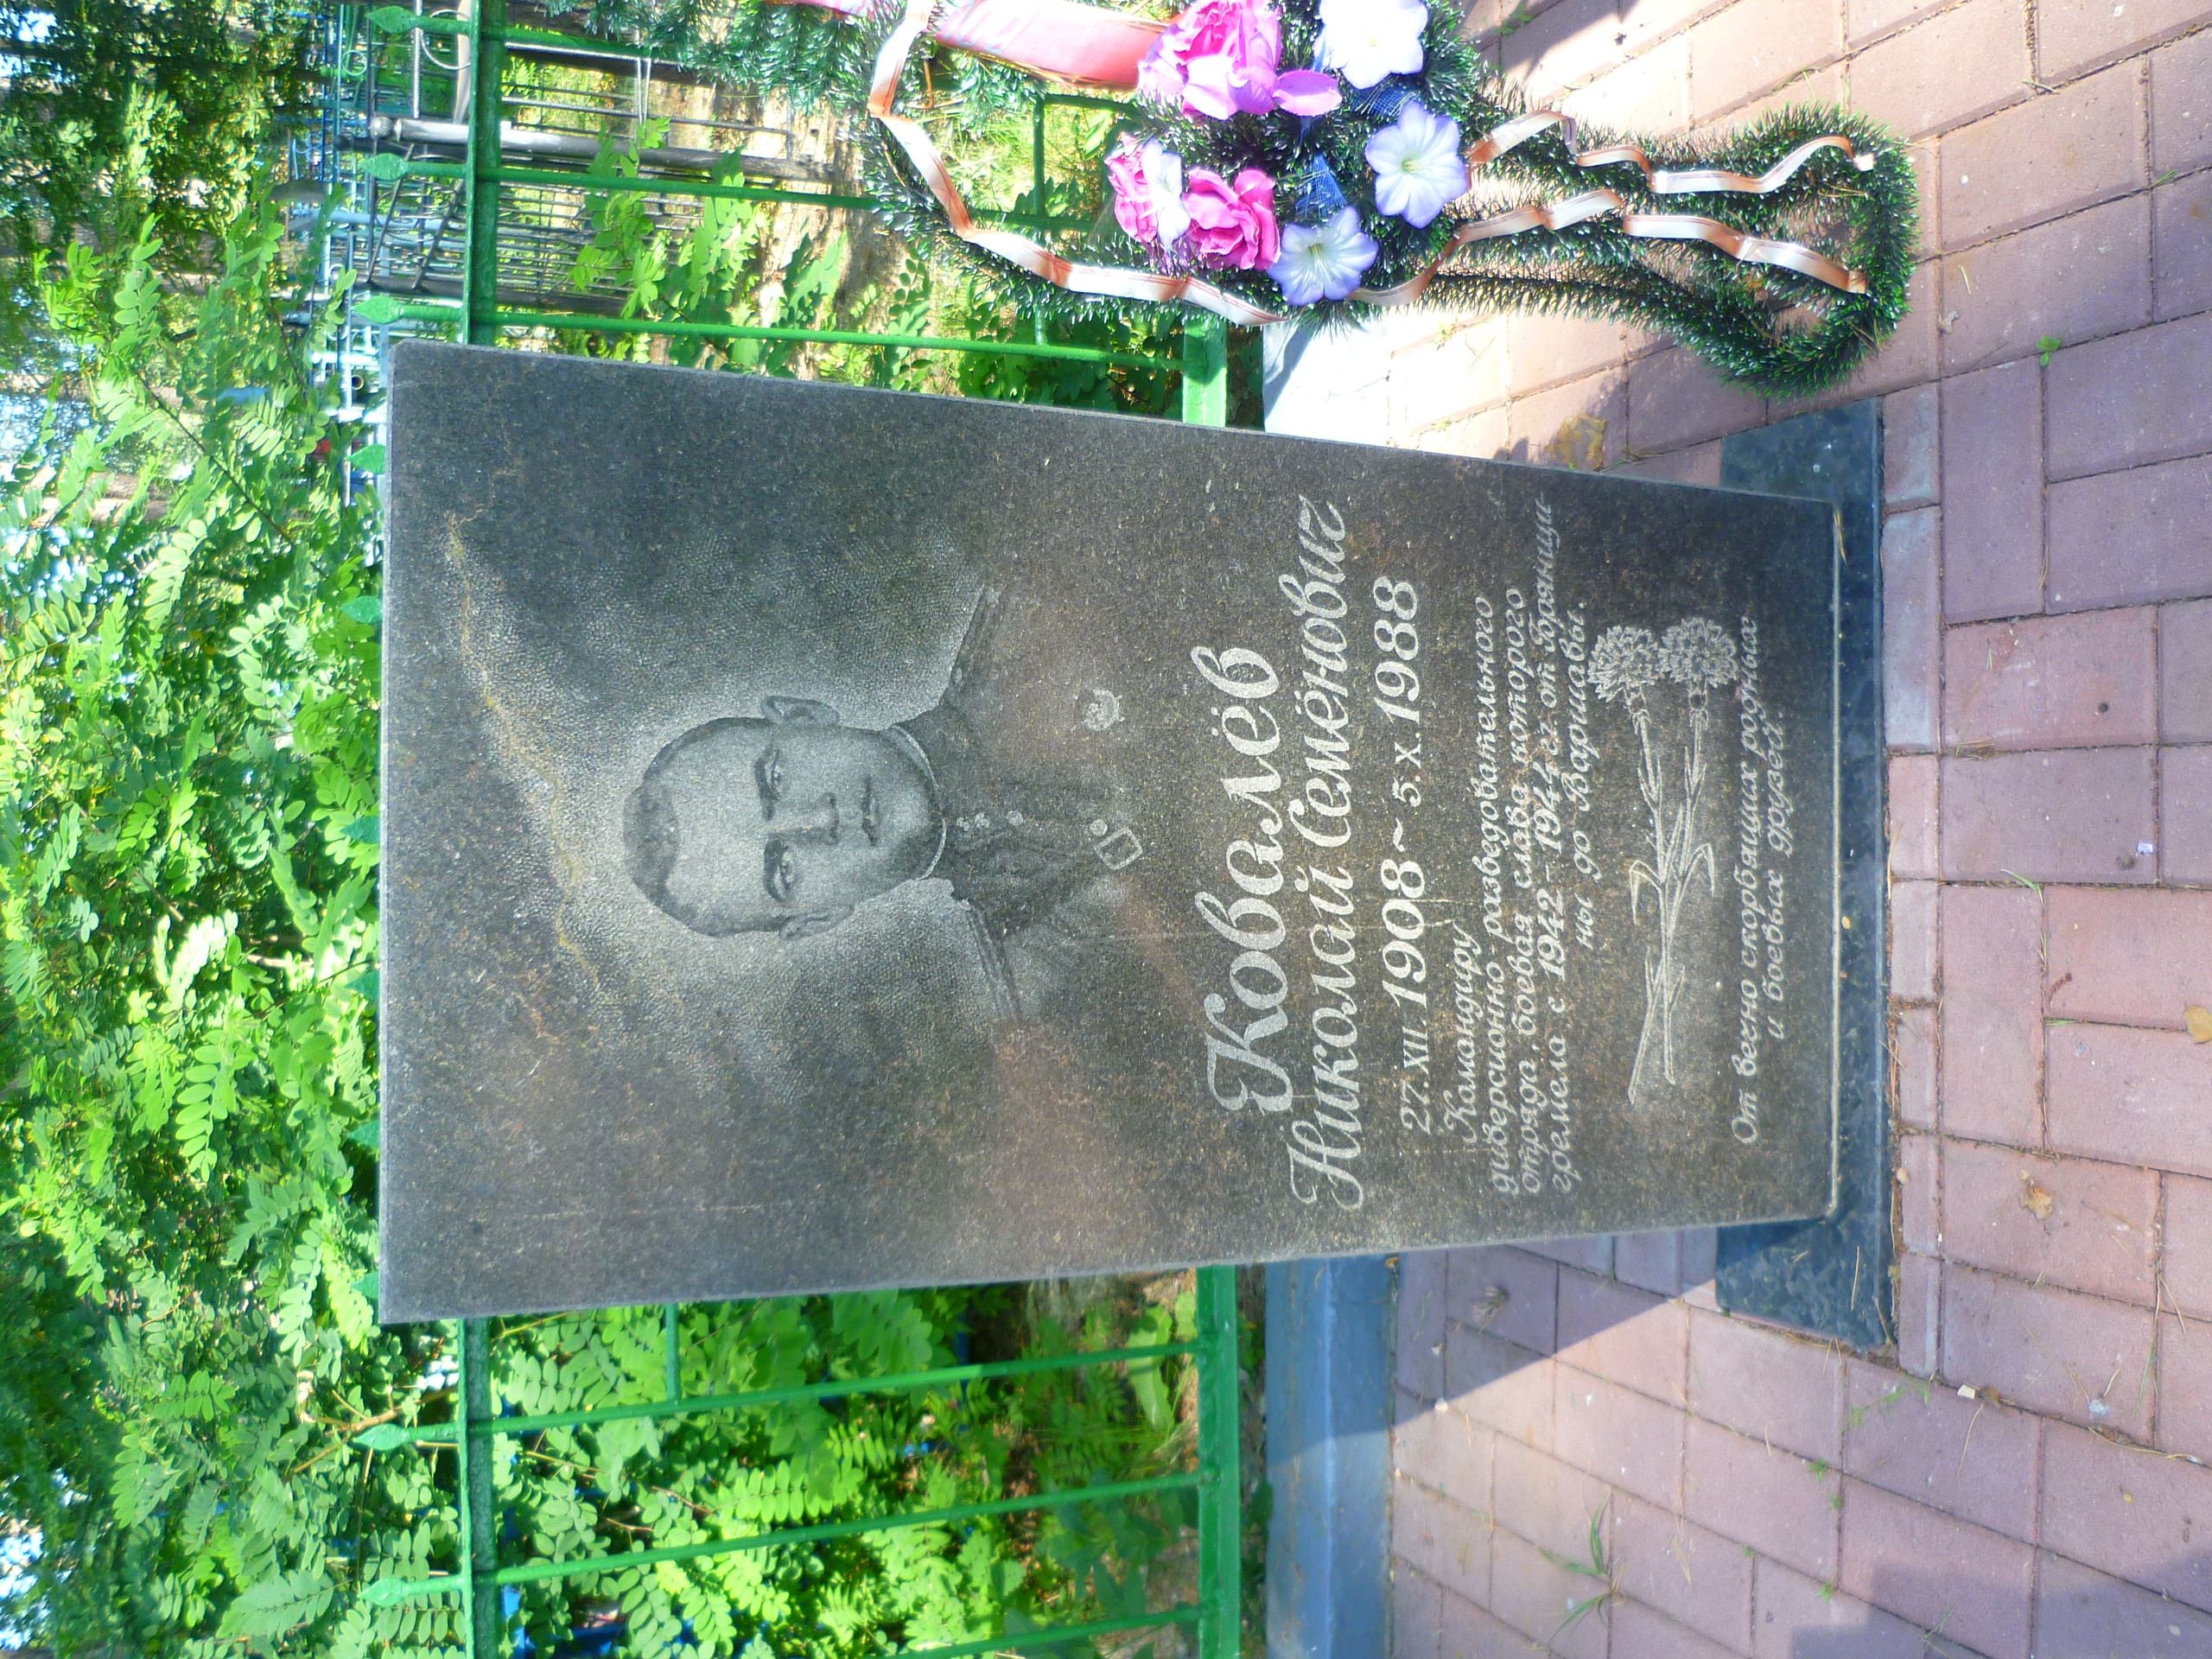 Ковалёв
Николай Семёнович
27.XII.1908~5.X.1988
Командиру
диверсионно-разведовательного
отряда, боевая слава которого
гремела с 1942-1944 гг. от Брянщи-
ны до Варшавы.
От вечно скорбящих родных
и боевых друзей.